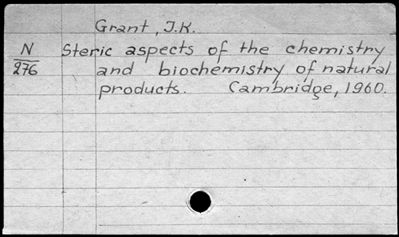 Grant, J.K.
N Steric aspects of the chemistry
276 and biochemistry of natural
products. Cambridge, 1960.